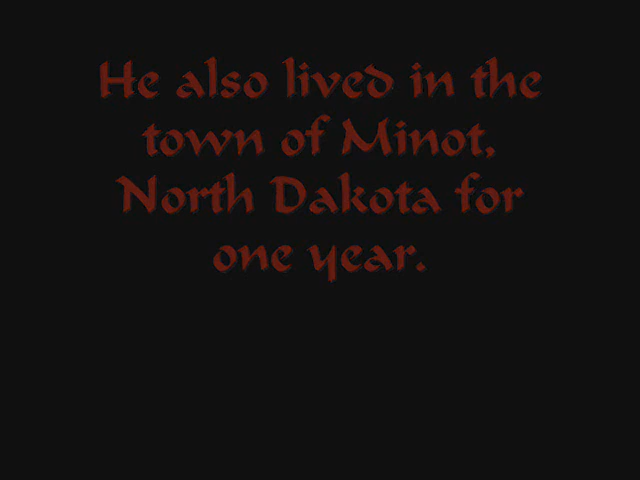 He also lived in the
town of Minot,
North Dakota for
one year.